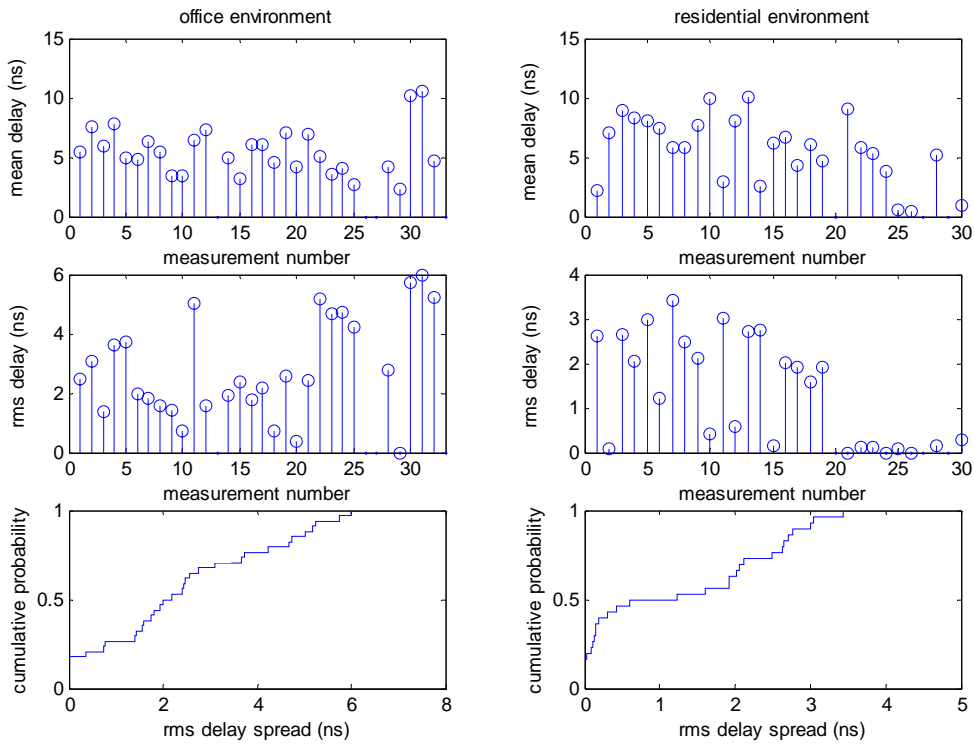 office environment
15
10
5
0
mean delay (ns)
0 5 10 15 20 25 30
measurement number
6
4
2
0
rms delay (ns)
0 5 10 15 20 25 30
measurement number
1
0.5
0
cumulative probability
0 2 4 6 8
rms delay spread (ns)
residential environment
15
10
5
0
mean delay (ns)
0 5 10 15 20 25 30
measurement number
4
3
2
1
0
rms delay (ns)
0 5 10 15 20 25 30
measurement number
1
0.5
0
cumulative probability
0 1 2 3 4 5
rms delay spread (ns)